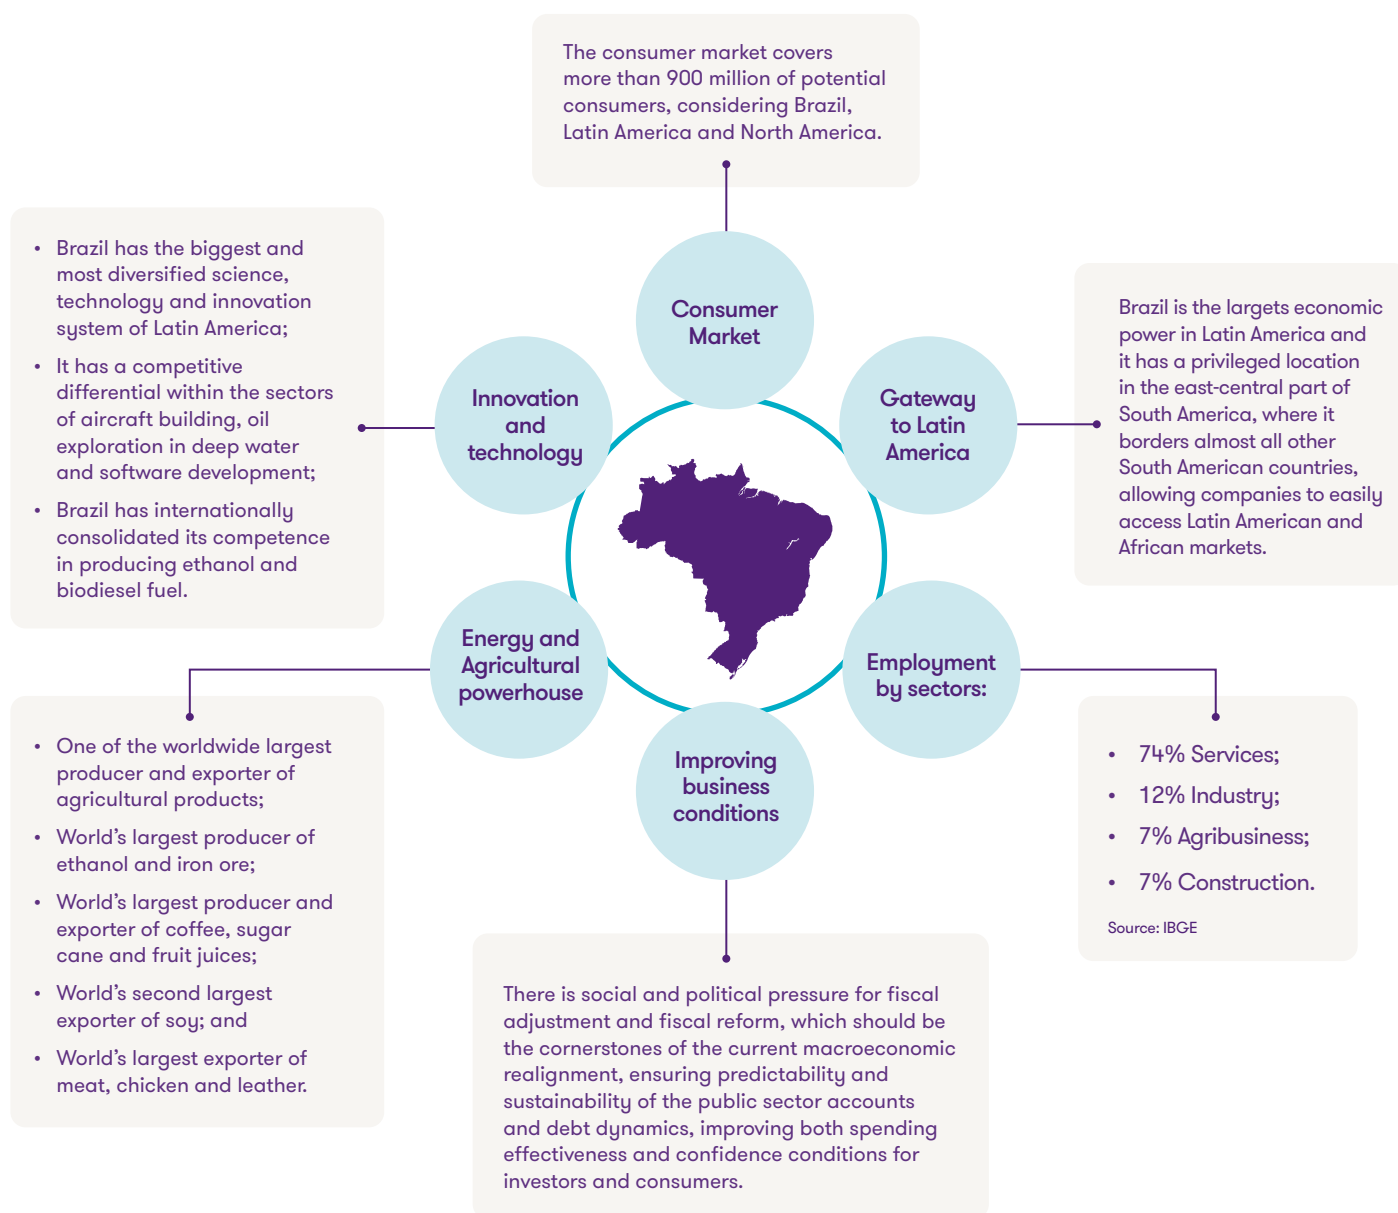 The consumer market covers
more than 900 million of potential
consumers, considering Brazil,
Latin America and North America.
Consumer
Market
• Brazil has the biggest and
most diversified science,
technology and innovation
system of Latin America;
• It has a competitive
differential within the sectors
of aircraft building, oil
exploration in deep water
and software development;
• Brazil has internationally
consolidated its competence
in producing ethanol and
biodiesel fuel.
Innovation
and
technology
Gateway
to Latin
America
Brazil is the largets economic
power in Latin America and
it has a privileged location
in the east-central part of
South America, where it
borders almost all other
South American countries,
allowing companies to easily
access Latin American and
African markets.
Energy and
Agricultural
powerhouse
• One of the worldwide largest
producer and exporter of
agricultural products;
• World’s largest producer of
ethanol and iron ore;
• World’s largest producer and
exporter of coffee, sugar
cane and fruit juices;
• World’s second largest
exporter of soy; and
• World’s largest exporter of
meat, chicken and leather.
Employment
by sectors:
• 74% Services;
• 12% Industry;
• 7% Agribusiness;
• 7% Construction.
Source: IBGE
Improving
business
conditions
There is social and political pressure for fiscal
adjustment and fiscal reform, which should be
the cornerstones of the current macroeconomic
realignment, ensuring predictability and
sustainability of the public sector accounts
and debt dynamics, improving both spending
effectiveness and confidence conditions for
investors and consumers.